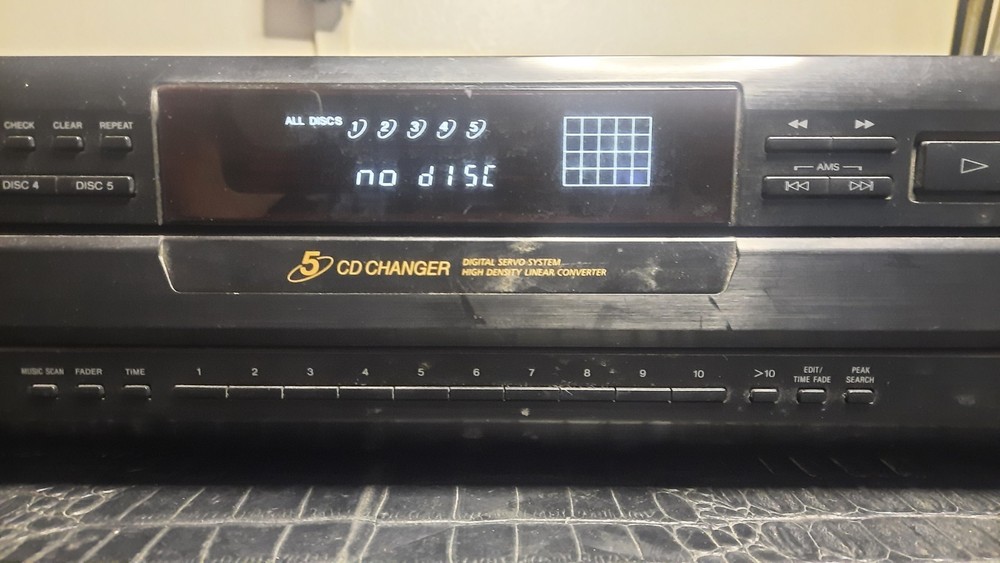 CHECK CLEAR REPEAT
DISC 4 DISC 5
ALL DISCS 1 2 3 4 5
no dISC
◀◀ ▶▶
AMS
|◀◀ ▶▶|
▷
5 CD CHANGER
DIGITAL SERVO SYSTEM
HIGH DENSITY LINEAR CONVERTER
MUSIC SCAN FADER TIME
1 2 3 4 5 6 7 8 9 10 >10
EDIT/
TIME FADE
PEAK
SEARCH